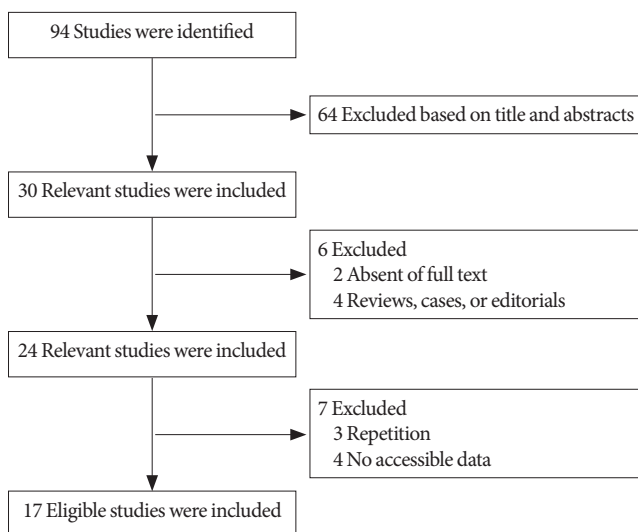 94 Studies were identified
64 Excluded based on title and abstracts
30 Relevant studies were included
6 Excluded
2 Absent of full text
4 Reviews, cases, or editorials
24 Relevant studies were included
7 Excluded
3 Repetition
4 No accessible data
17 Eligible studies were included